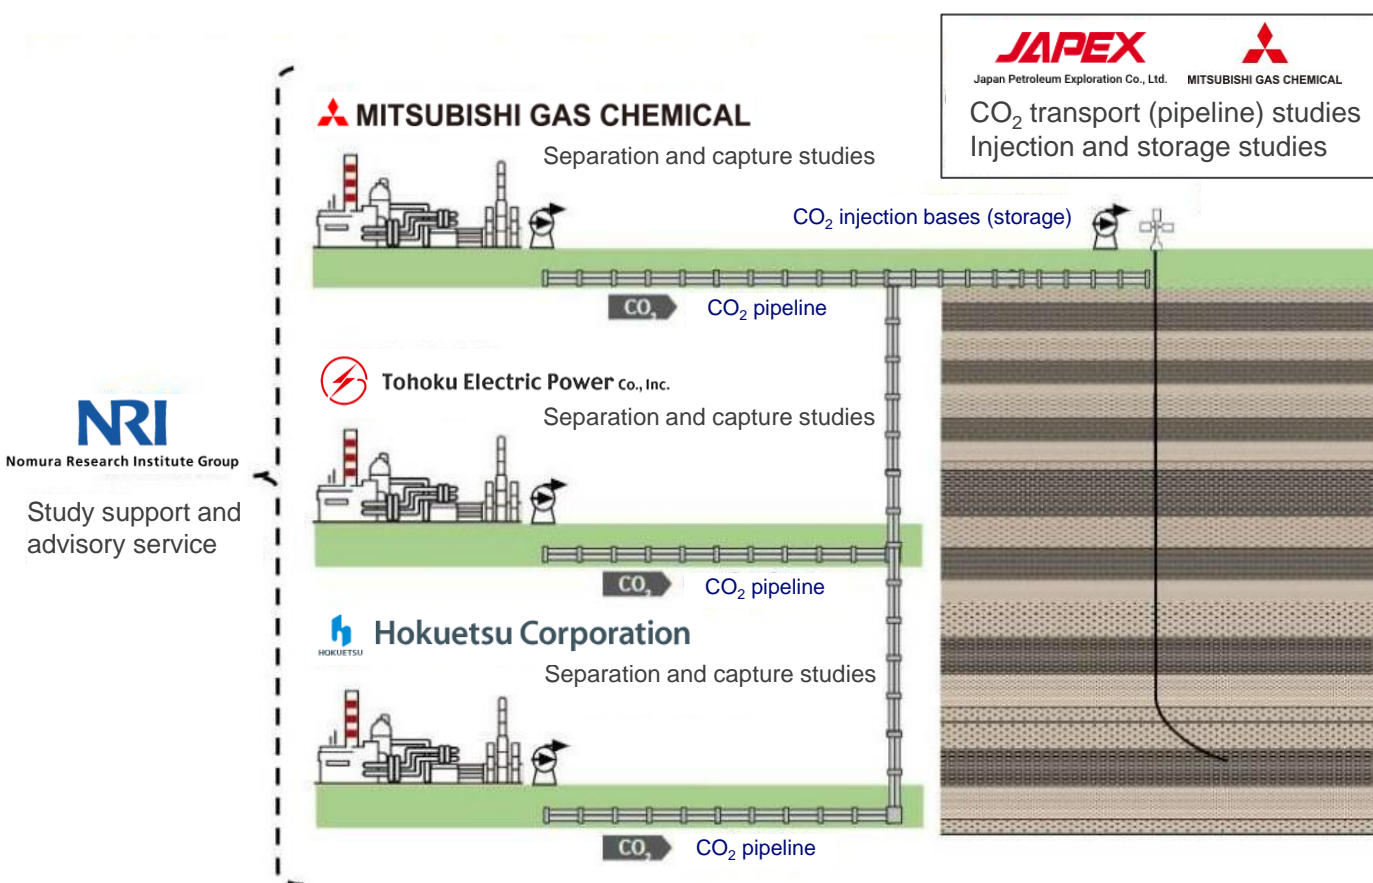 JAPEX
Japan Petroleum Exploration Co., Ltd.
MITSUBISHI GAS CHEMICAL
CO₂ transport (pipeline) studies
Injection and storage studies
MITSUBISHI GAS CHEMICAL
Separation and capture studies
CO₂ injection bases (storage)
CO₂
CO₂ pipeline
Tohoku Electric Power Co., Inc.
Separation and capture studies
NRI
Nomura Research Institute Group
Study support and
advisory service
CO₂
CO₂ pipeline
HOKUETSU
Hokuetsu Corporation
Separation and capture studies
CO₂
CO₂ pipeline